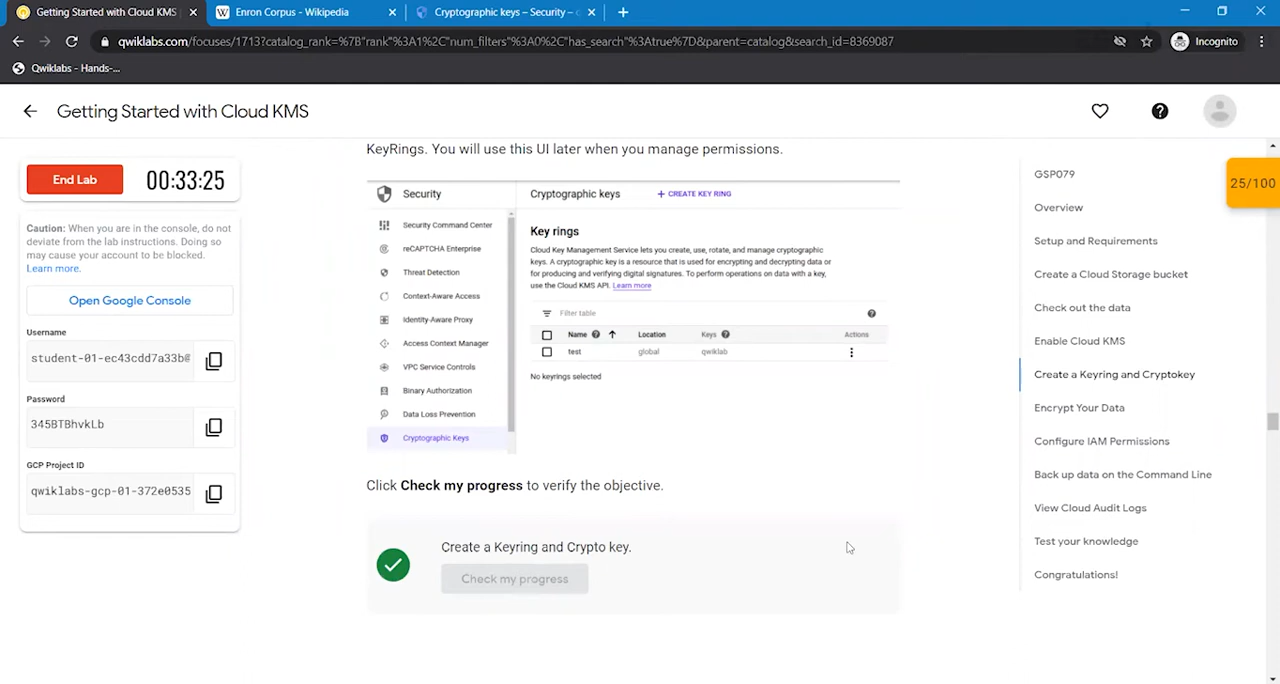 Getting Started with Cloud KMS
Enron Corpus - Wikipedia
Cryptographic keys – Security –
qwiklabs.com/focuses/1713?catalog_rank=%7B"rank"%3A1%2C"num_filters"%3A0%2C"has_search"%3Atrue%7D&parent=catalog&search_id=8369087
Incognito
Qwiklabs - Hands-...
Getting Started with Cloud KMS
End Lab
00:33:25
Caution: When you are in the console, do not
deviate from the lab instructions. Doing so
may cause your account to be blocked.
Learn more.
Open Google Console
Username
student-01-ec43cdd7a33b@
Password
345BTBhvkLb
GCP Project ID
qwiklabs-gcp-01-372e0535
KeyRings. You will use this UI later when you manage permissions.
Security
Security Command Center
reCAPTCHA Enterprise
Threat Detection
Context-Aware Access
Identity-Aware Proxy
Access Context Manager
VPC Service Controls
Binary Authorization
Data Loss Prevention
Cryptographic Keys
Cryptographic keys
+ CREATE KEY RING
Key rings
Cloud Key Management Service lets you create, use, rotate, and manage cryptographic
keys. A cryptographic key is a resource that is used for encrypting and decrypting data or
for producing and verifying digital signatures. To perform operations on data with a key,
use the Cloud KMS API. Learn more
Filter table
Name Location Keys Actions
test global qwiklab
No keyrings selected
Click Check my progress to verify the objective.
Create a Keyring and Crypto key.
Check my progress
GSP079
Overview
Setup and Requirements
Create a Cloud Storage bucket
Check out the data
Enable Cloud KMS
Create a Keyring and Cryptokey
Encrypt Your Data
Configure IAM Permissions
Back up data on the Command Line
View Cloud Audit Logs
Test your knowledge
Congratulations!
25/100